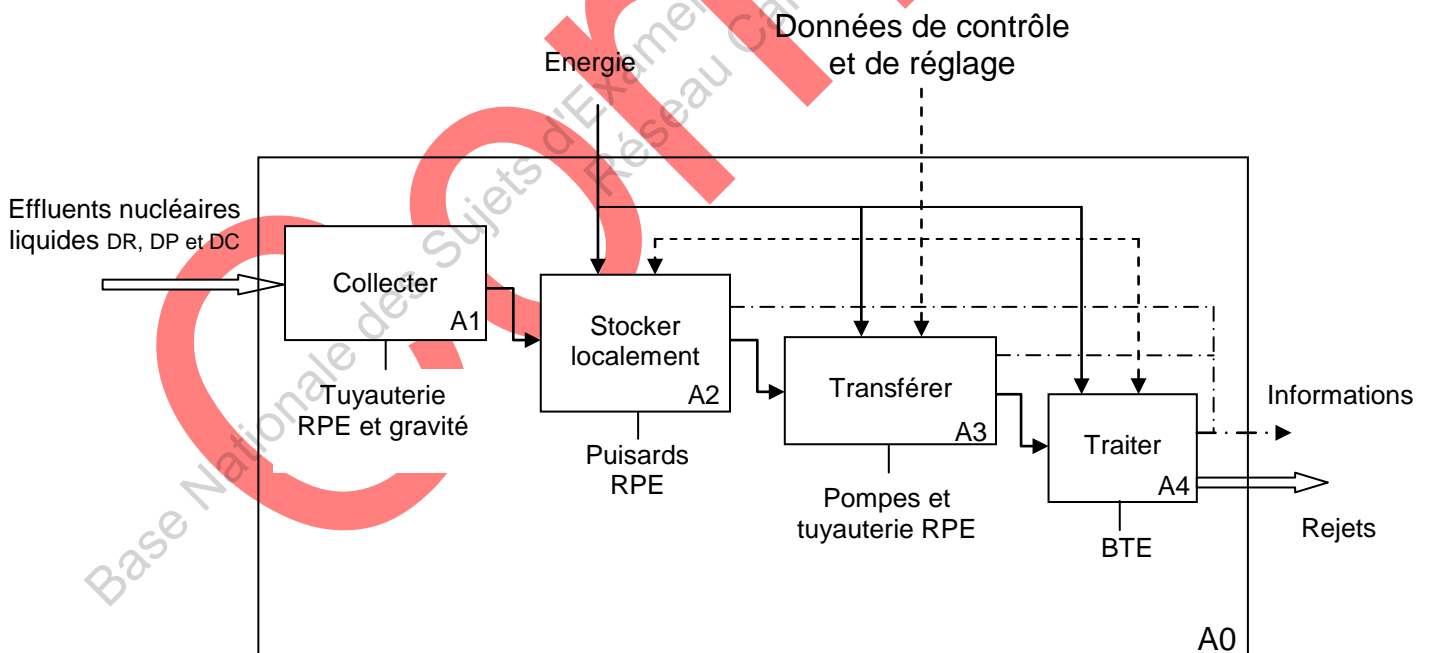 Données de contrôle
et de réglage
Energie
Effluents nucléaires
liquides DR, DP et DC
Collecter
A1
Tuyauterie
RPE et gravité
Stocker
localement
A2
Puisards
RPE
Transférer
A3
Pompes et
tuyauterie RPE
Traiter
A4
BTE
Informations
Rejets
A0
Base Nationale des Sujets d'Examen
Réseau